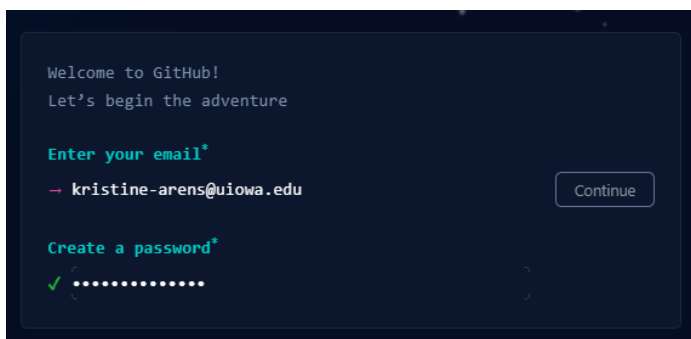 Welcome to GitHub!
Let’s begin the adventure
Enter your email*
→ kristine-arens@uiowa.edu
Continue
Create a password*
✓ ••••••••••••••